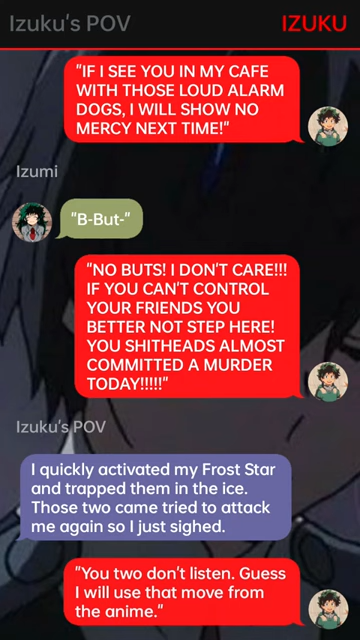 Izuku's POV
IZUKU
"IF I SEE YOU IN MY CAFE
WITH THOSE LOUD ALARM
DOGS, I WILL SHOW NO
MERCY NEXT TIME!"
Izumi
"B-But-"
"NO BUTS! I DON'T CARE!!!
IF YOU CAN'T CONTROL
YOUR FRIENDS YOU
BETTER NOT STEP HERE!
YOU SHITHEADS ALMOST
COMMITTED A MURDER
TODAY!!!!!"
Izuku's POV
I quickly activated my Frost Star
and trapped them in the ice.
Those two came tried to attack
me again so I just sighed.
"You two don't listen. Guess
I will use that move from
the anime."